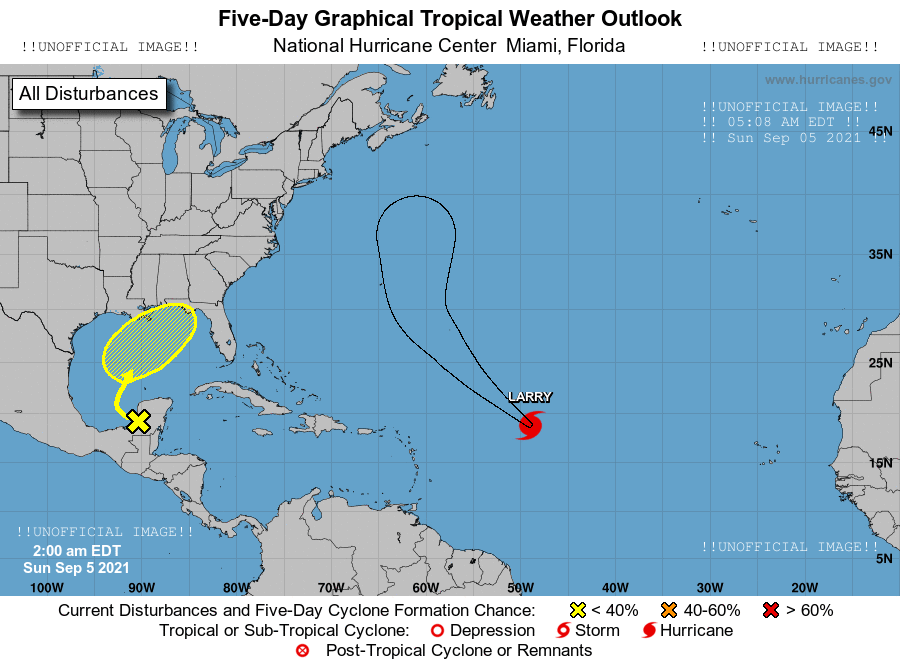 Five-Day Graphical Tropical Weather Outlook
!!UNOFFICIAL IMAGE!! National Hurricane Center Miami, Florida !!UNOFFICIAL IMAGE!!
www.hurricanes.gov
All Disturbances
!!UNOFFICIAL IMAGE!!
!! 05:08 AM EDT !!
45N
!! Sun Sep 05 2021 !!
35N
25N
LARRY
15N
!!UNOFFICIAL IMAGE!!
!!UNOFFICIAL IMAGE!!
2:00 am EDT
5N
Sun Sep 5 2021
100W 90W 80W 70W 60W 50W 40W 30W 20W
Current Disturbances and Five-Day Cyclone Formation Chance: < 40% 40-60% > 60%
Tropical or Sub-Tropical Cyclone: Depression Storm Hurricane
Post-Tropical Cyclone or Remnants